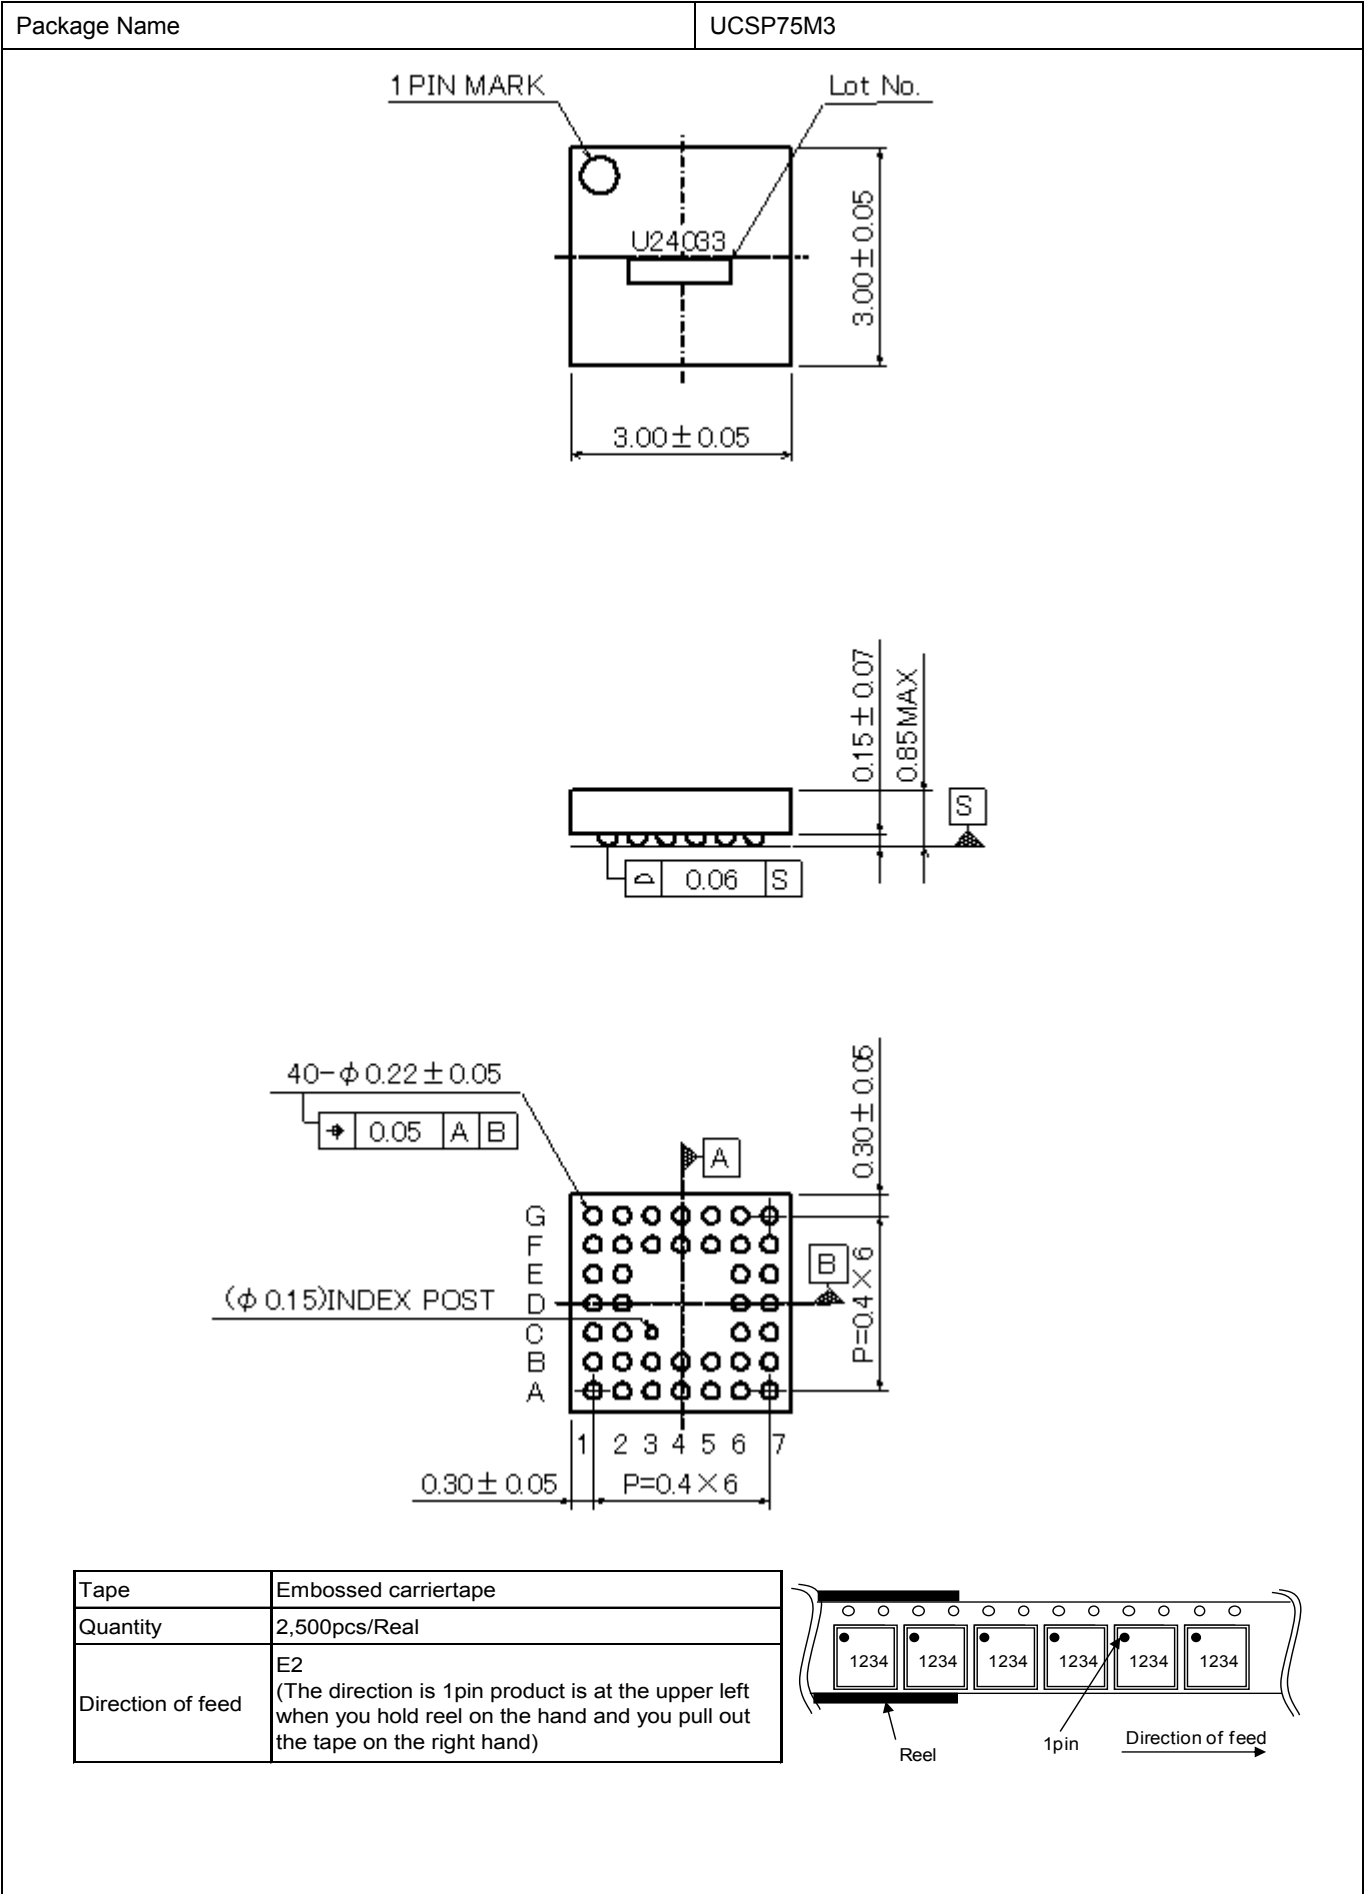 Package Name
UCSP75M3
1 PIN MARK
Lot No.
U24033
3.00±0.05
3.00±0.05
0.15±0.07
0.85MAX
S
0.06 S
40-ϕ0.22±0.05
0.05 A B
A
0.30±0.05
G
F
E
B
P=0.4×6
(ϕ0.15)INDEX POST
D
C
B
A
1 2 3 4 5 6 7
0.30±0.05
P=0.4×6
Tape
Embossed carriertape
Quantity
2,500pcs/Real
Direction of feed
E2
(The direction is 1pin product is at the upper left
when you hold reel on the hand and you pull out
the tape on the right hand)
1234 1234 1234 1234 1234 1234
Reel
1pin
Direction of feed